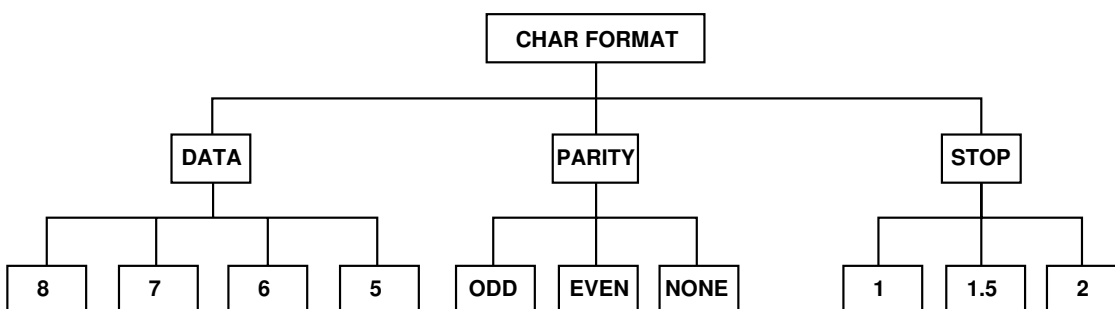 CHAR FORMAT
DATA PARITY STOP
8 7 6 5 ODD EVEN NONE 1 1.5 2